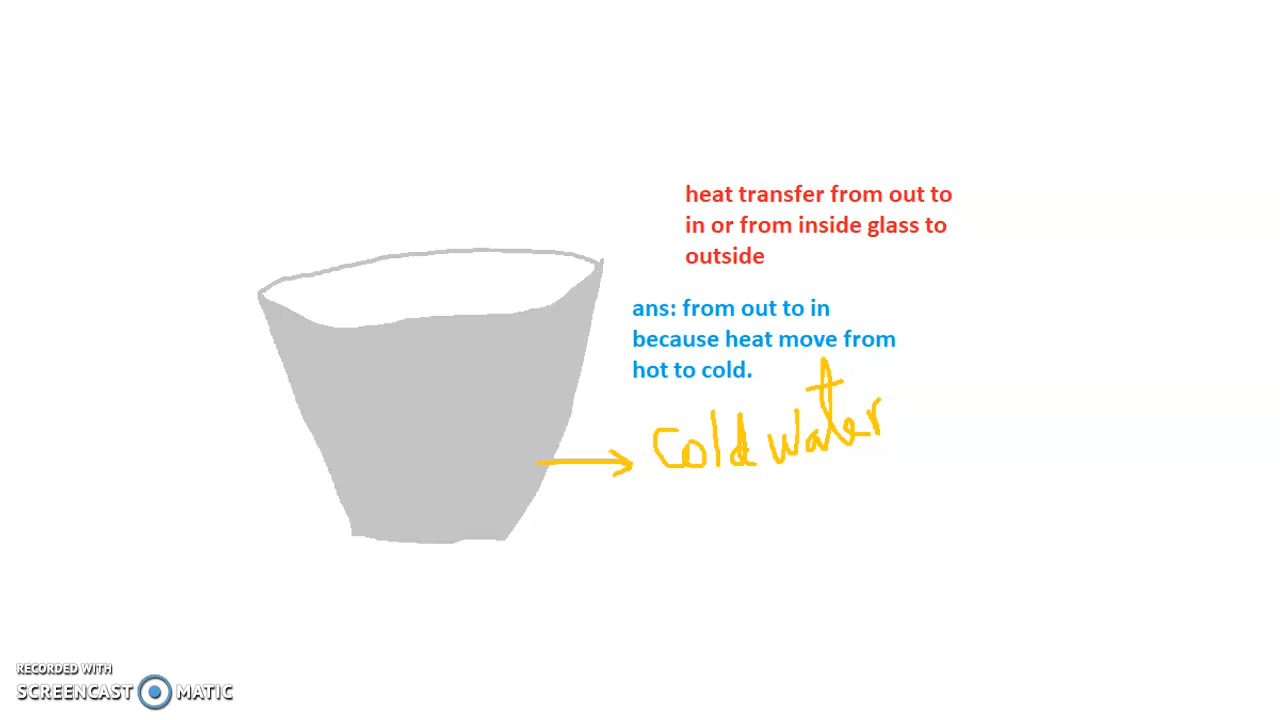 heat transfer from out to
in or from inside glass to
outside
ans: from out to in
because heat move from
hot to cold.
cold water
RECORDED WITH
SCREENCAST MATIC